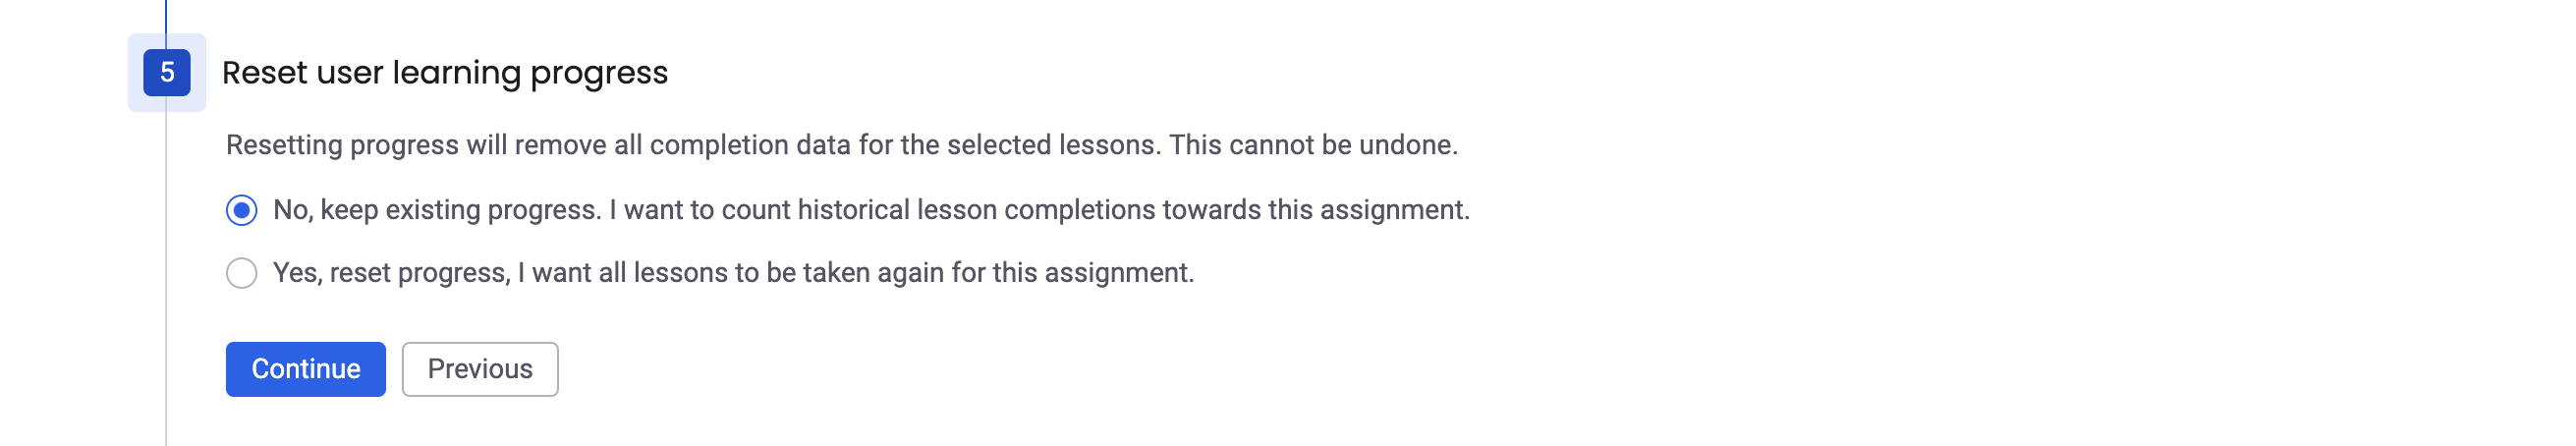 5
Reset user learning progress
Resetting progress will remove all completion data for the selected lessons. This cannot be undone.
No, keep existing progress. I want to count historical lesson completions towards this assignment.
Yes, reset progress, I want all lessons to be taken again for this assignment.
Continue
Previous